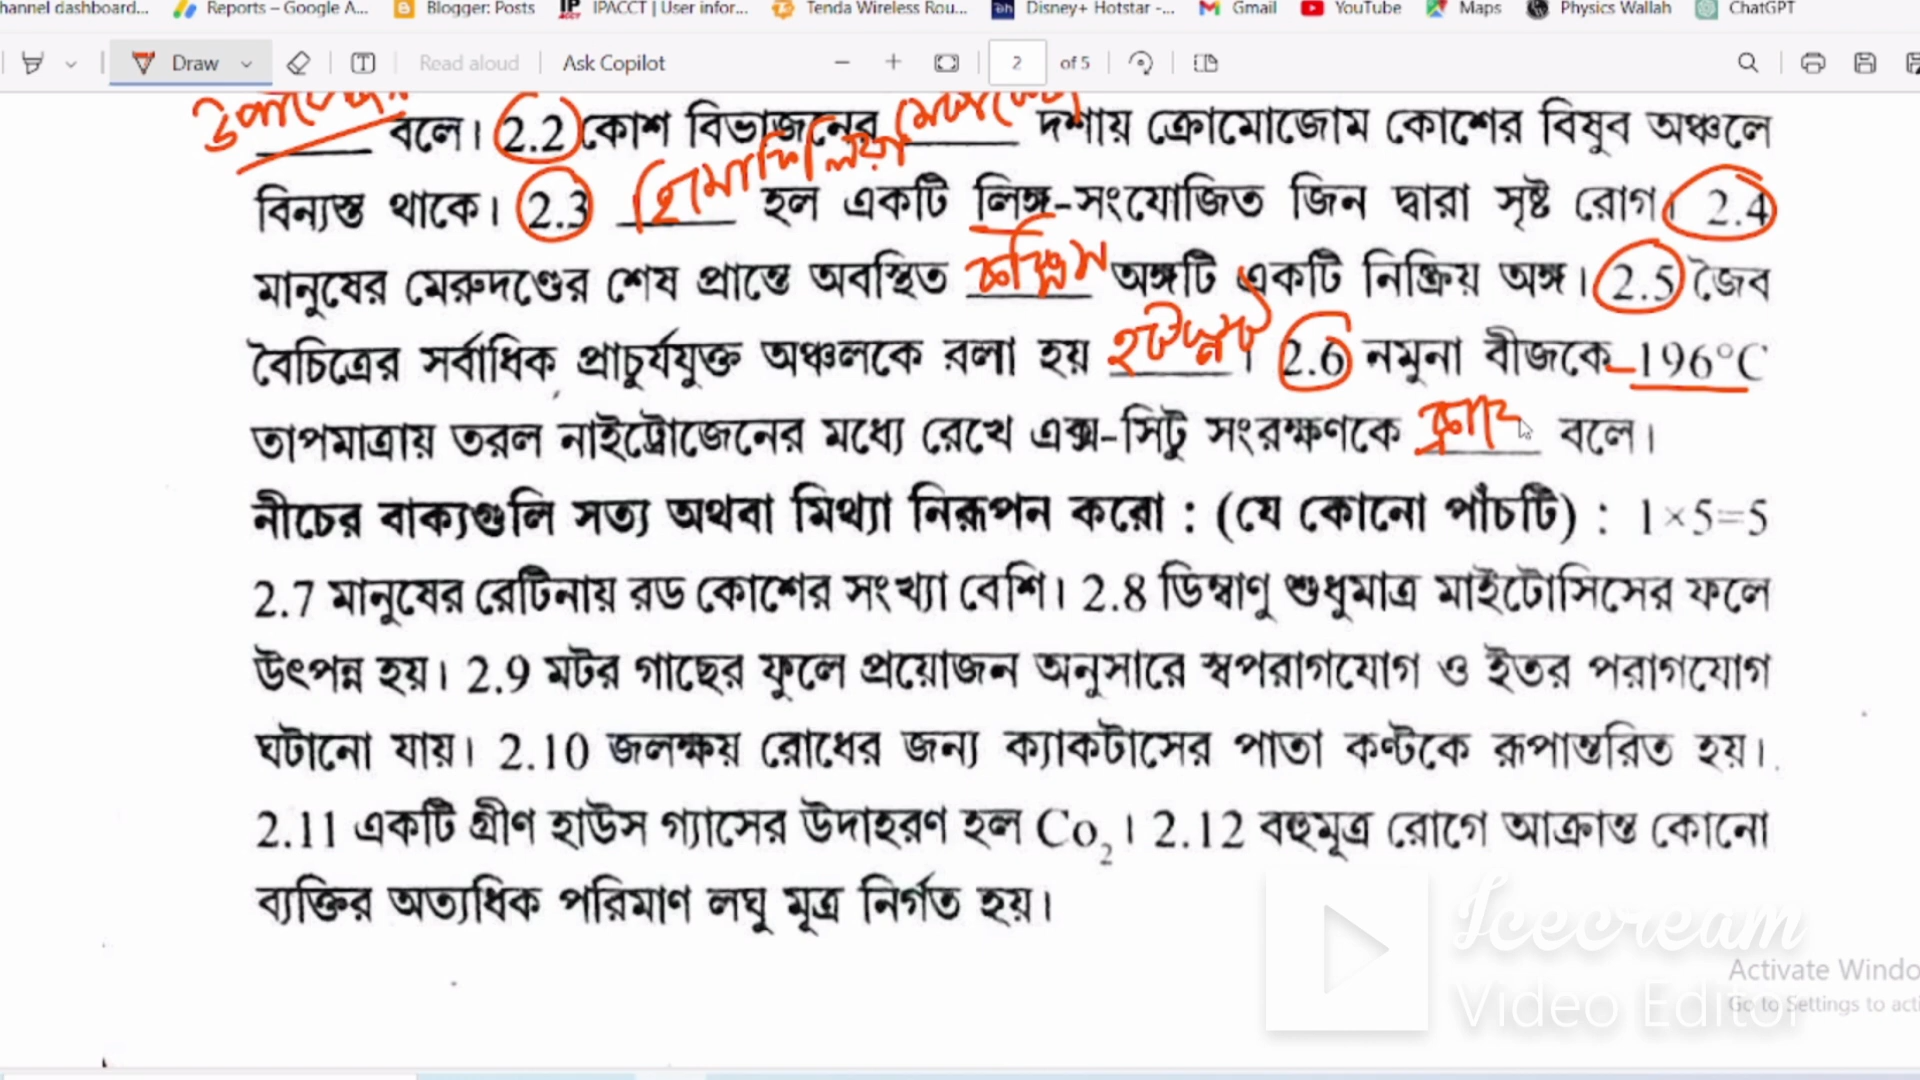 hannel dashboard... Reports – Google A... Blogger: Posts IPACCT | User infor... Tenda Wireless Rou... Disney+ Hotstar -... Gmail YouTube Maps Physics Wallah ChatGPT
Draw Read aloud Ask Copilot 2 of 5
বলে। 2.2 কোশ বিভাজনের দশায় ক্রোমোজোম কোশের বিষুব অঞ্চলে
বিন্যস্ত থাকে। 2.3 হিমোফিলিয়া হল একটি লিঙ্গ-সংযোজিত জিন দ্বারা সৃষ্ট রোগ। 2.4
মানুষের মেরুদণ্ডের শেষ প্রান্তে অবস্থিত কক্সিস অঙ্গটি একটি নিষ্ক্রিয় অঙ্গ। 2.5 জৈব
বৈচিত্রের সর্বাধিক প্রাচুর্যযুক্ত অঞ্চলকে বলা হয় হটস্পট। 2.6 নমুনা বীজকে –196°C
তাপমাত্রায় তরল নাইট্রোজেনের মধ্যে রেখে এক্স-সিটু সংরক্ষণকে বলে।
নীচের বাক্যগুলি সত্য অথবা মিথ্যা নিরূপন করো : (যে কোনো পাঁচটি) : 1×5=5
2.7 মানুষের রেটিনায় রড কোশের সংখ্যা বেশি। 2.8 ডিম্বাণু শুধুমাত্র মাইটোসিসের ফলে
উৎপন্ন হয়। 2.9 মটর গাছের ফুলে প্রয়োজন অনুসারে স্বপরাগযোগ ও ইতর পরাগযোগ
ঘটানো যায়। 2.10 জলক্ষয় রোধের জন্য ক্যাকটাসের পাতা কণ্টকে রূপান্তরিত হয়।
2.11 একটি গ্রীণ হাউস গ্যাসের উদাহরণ হল Co₂। 2.12 বহুমূত্র রোগে আক্রান্ত কোনো
ব্যক্তির অত্যধিক পরিমাণ লঘু মূত্র নির্গত হয়।
Icecream
Video Editor
Activate Windo
Go to Settings to acti